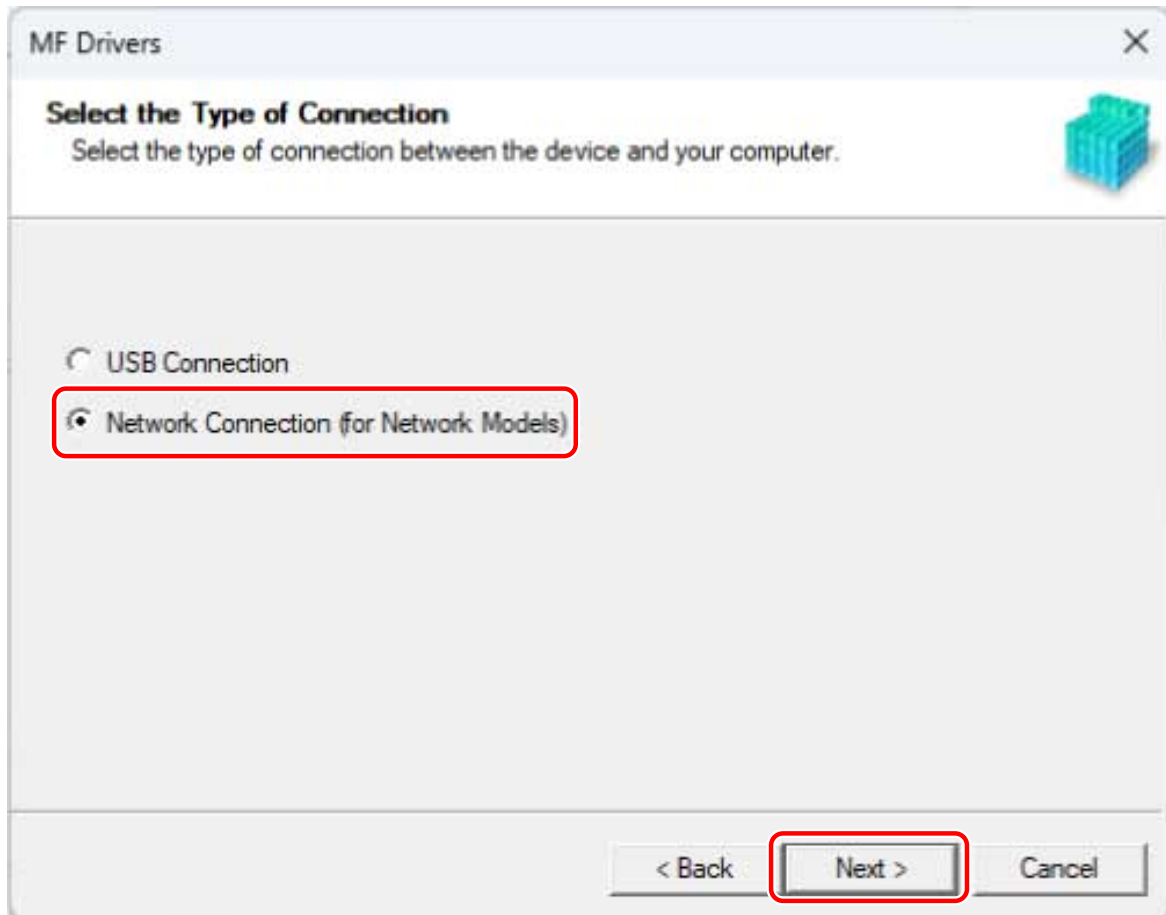 MF Drivers
Select the Type of Connection
Select the type of connection between the device and your computer.
USB Connection
Network Connection (for Network Models)
< Back Next > Cancel